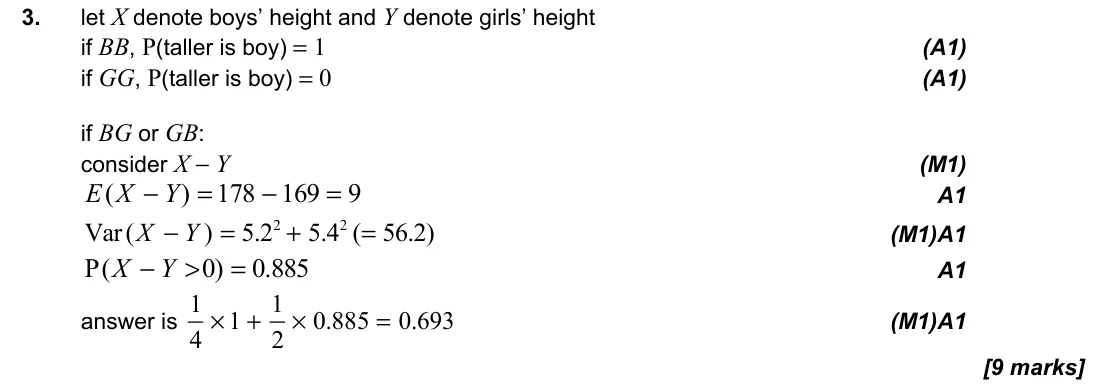 3. let X denote boys’ height and Y denote girls’ height
if BB, P(taller is boy) = 1 (A1)
if GG, P(taller is boy) = 0 (A1)
if BG or GB:
consider X – Y (M1)
E(X − Y) = 178 − 169 = 9 A1
Var(X − Y) = 5.2² + 5.4² (= 56.2) (M1)A1
P(X − Y >0) = 0.885 A1
answer is 1/4 × 1 + 1/2 × 0.885 = 0.693 (M1)A1
[9 marks]